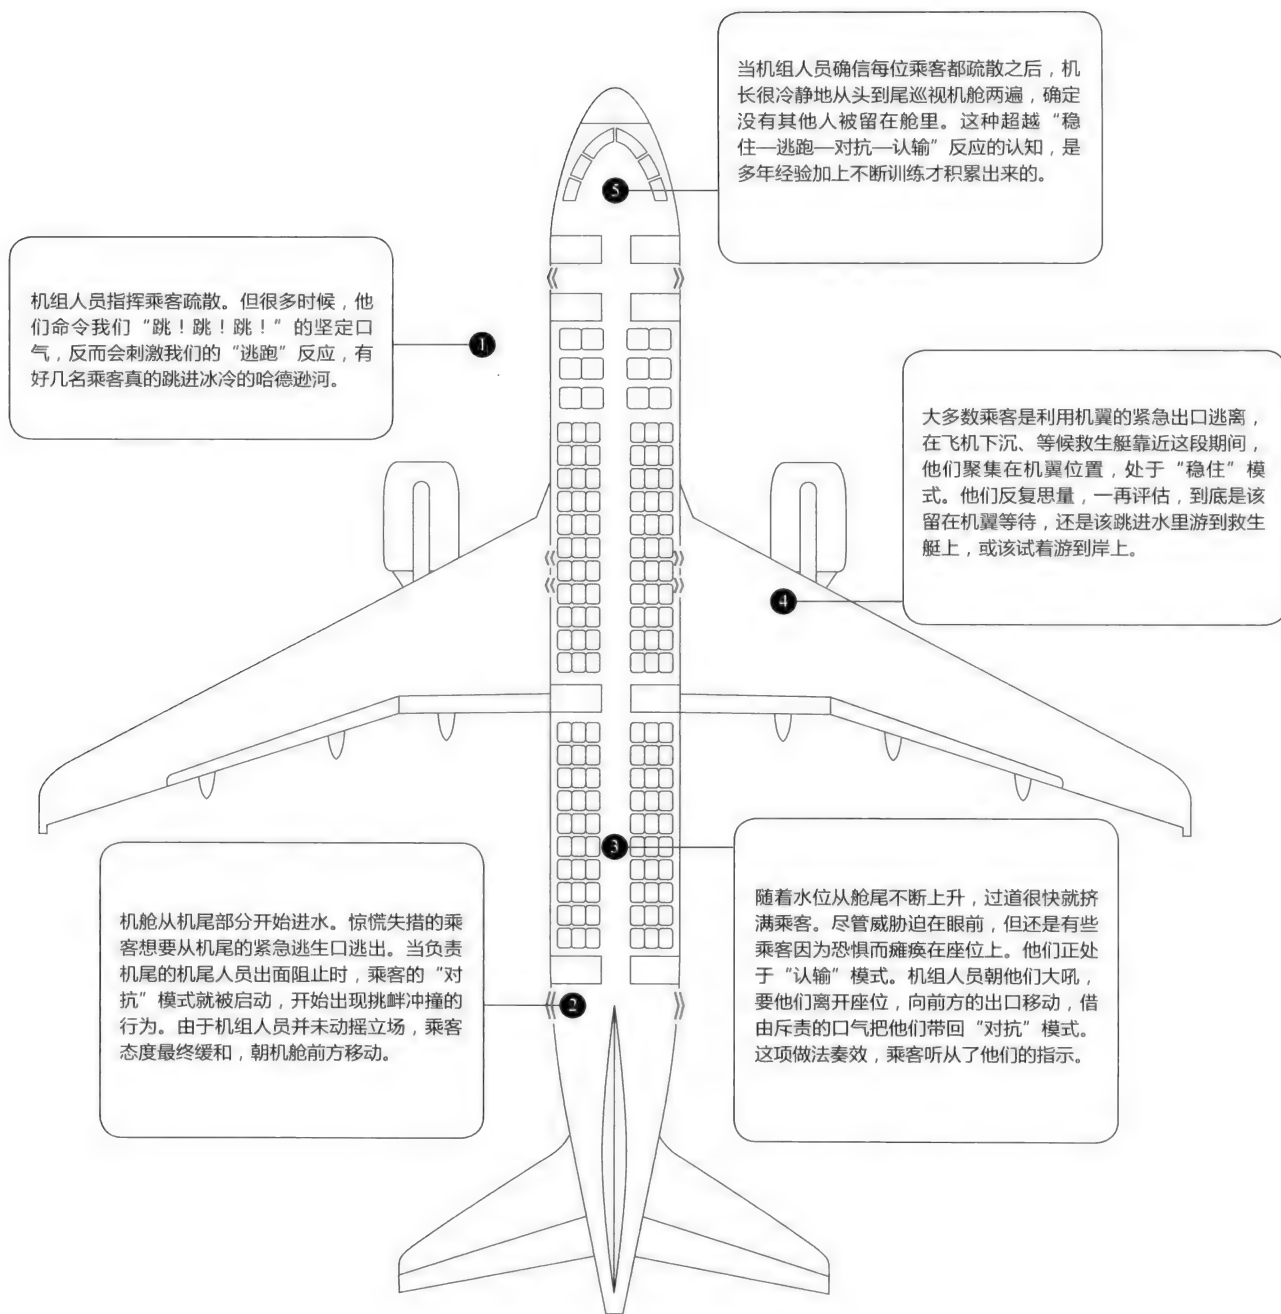 当机组人员确信每位乘客都疏散之后，机
长很冷静地从头到尾巡视机舱两遍，确定
没有其他人被留在舱里。这种超越“稳
住—逃跑—对抗—认输”反应的认知，是
多年经验加上不断训练才积累出来的。
5
机组人员指挥乘客疏散。但很多时候，他
们命令我们“跳！跳！跳！”的坚定口
气，反而会刺激我们的“逃跑”反应，有
好几名乘客真的跳进冰冷的哈德逊河。
1
大多数乘客是利用机翼的紧急出口逃离，
在飞机下沉、等候救生艇靠近这段期间，
他们聚集在机翼位置，处于“稳住”模
式。他们反复思量，一再评估，到底是该
留在机翼等待，还是该跳进水里游到救生
艇上，或该试着游到岸上。
4
3
机舱从机尾部分开始进水。惊慌失措的乘
客想要从机尾的紧急逃生口逃出。当负责
机尾的机尾人员出面阻止时，乘客的“对
抗”模式就被启动，开始出现挑衅冲撞的
行为。由于机组人员并未动摇立场，乘客
态度最终缓和，朝机舱前方移动。
2
随着水位从舱尾不断上升，过道很快就挤
满乘客。尽管威胁迫在眼前，但还是有些
乘客因为恐惧而瘫痪在座位上。他们正处
于“认输”模式。机组人员朝他们大吼，
要他们离开座位，向前方的出口移动，借
由斥责的口气把他们带回“对抗”模式。
这项做法奏效，乘客听从了他们的指示。